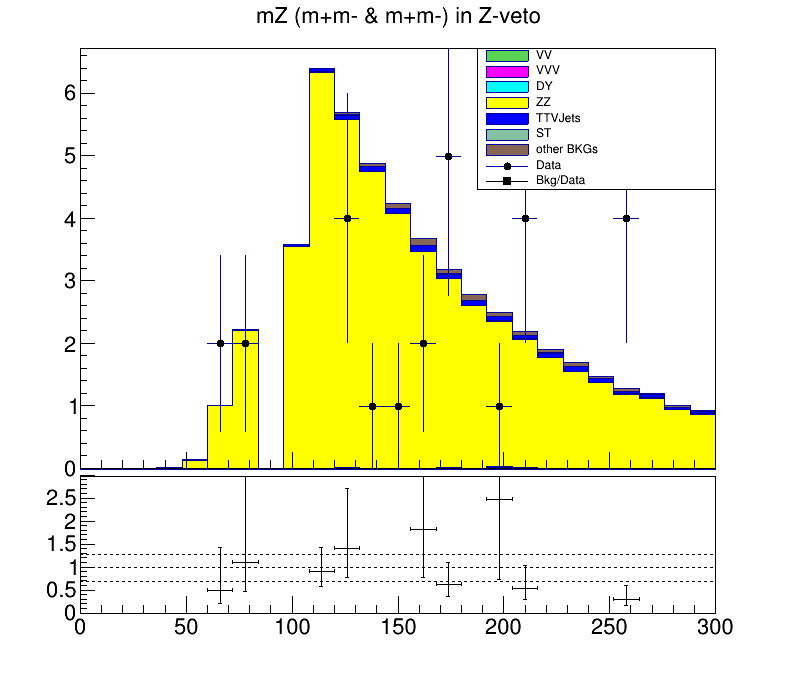 mZ (m+m- & m+m-) in Z-veto
VV
VVV
DY
ZZ
TTVJets
ST
other BKGs
Data
Bkg/Data
6
5
4
3
2
1
0
2.5
2
1.5
1
0.5
0
0 50 100 150 200 250 300